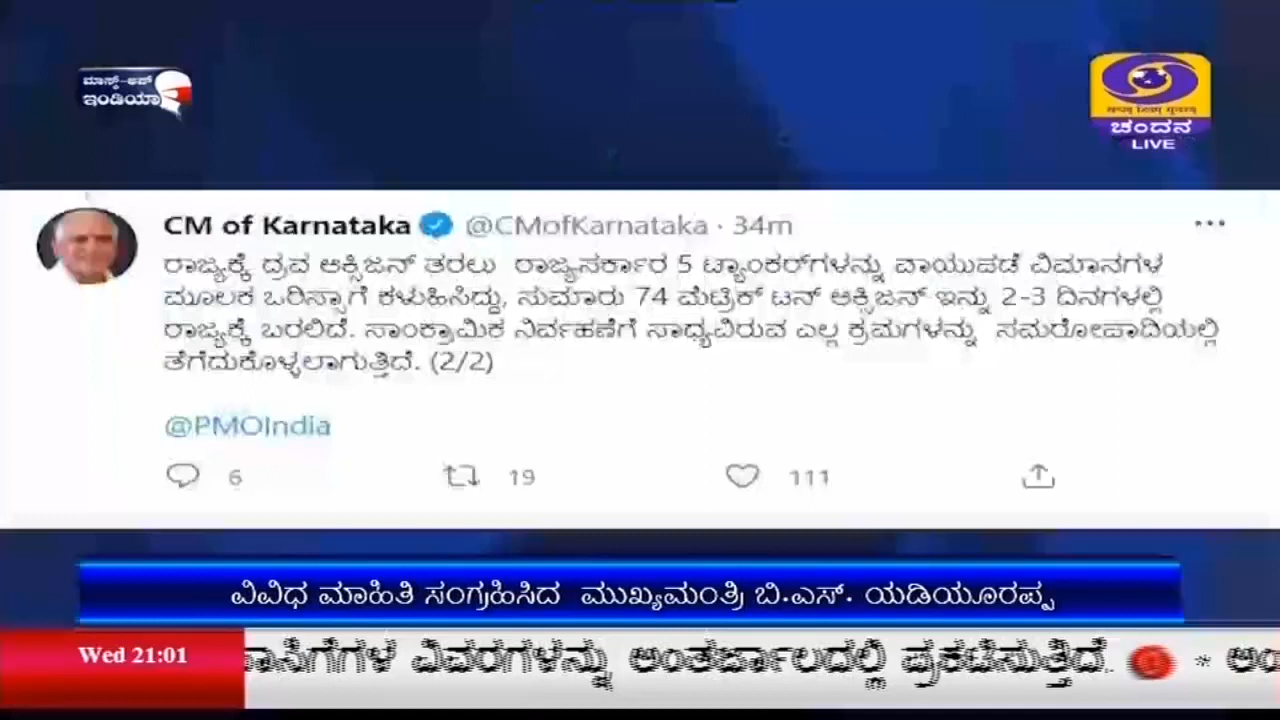 ಮಾಸ್ಕ್-ಅಪ್
ಇಂಡಿಯಾ
ಚಂದನ
LIVE
CM of Karnataka @CMofKarnataka · 34m
ರಾಜ್ಯಕ್ಕೆ ದ್ರವ ಆಕ್ಸಿಜನ್ ತರಲು ರಾಜ್ಯಸರ್ಕಾರ 5 ಟ್ಯಾಂಕರ್‌ಗಳನ್ನು ವಾಯುಪಡೆ ವಿಮಾನಗಳ
ಮೂಲಕ ಒರಿಸ್ಸಾಗೆ ಕಳುಹಿಸಿದ್ದು, ಸುಮಾರು 74 ಮೆಟ್ರಿಕ್ ಟನ್ ಆಕ್ಸಿಜನ್ ಇನ್ನು 2-3 ದಿನಗಳಲ್ಲಿ
ರಾಜ್ಯಕ್ಕೆ ಬರಲಿದೆ. ಸಾಂಕ್ರಾಮಿಕ ನಿರ್ವಹಣೆಗೆ ಸಾಧ್ಯವಿರುವ ಎಲ್ಲ ಕ್ರಮಗಳನ್ನು ಸಮರೋಪಾದಿಯಲ್ಲಿ
ತೆಗೆದುಕೊಳ್ಳಲಾಗುತ್ತಿದೆ. (2/2)
@PMOIndia
6 19 111
ವಿವಿಧ ಮಾಹಿತಿ ಸಂಗ್ರಹಿಸಿದ ಮುಖ್ಯಮಂತ್ರಿ ಬಿ.ಎಸ್. ಯಡಿಯೂರಪ್ಪ
Wed 21:01 ವಿವರಗಳನ್ನು ಅಂತರ್ಜಾಲದಲ್ಲಿ ಪ್ರಕಟಿಸುತ್ತಿದೆ. *